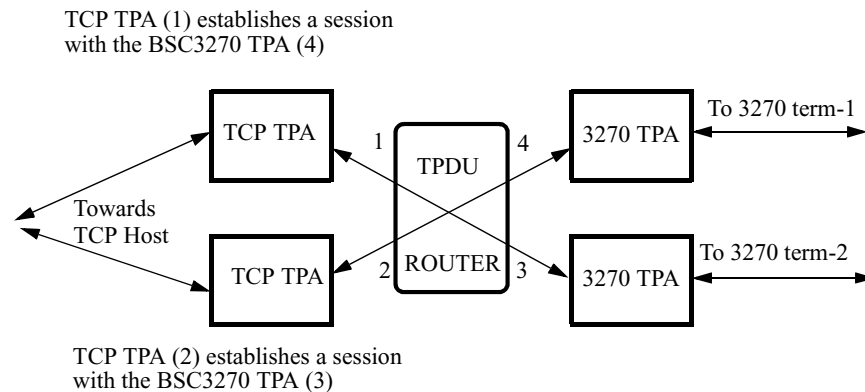 TCP TPA (1) establishes a session
with the BSC3270 TPA (4)
TCP TPA
1
4
3270 TPA
To 3270 term-1
TPDU
Towards
TCP Host
TCP TPA
2
ROUTER
3
3270 TPA
To 3270 term-2
TCP TPA (2) establishes a session
with the BSC3270 TPA (3)